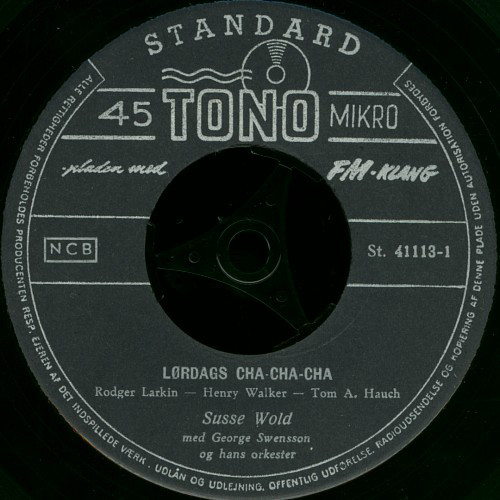 STANDARD
45 TONO MIKRO
pladen med FM-KLANG
NCB
St. 41113-1
LØRDAGS CHA-CHA-CHA
Rodger Larkin — Henry Walker — Tom A. Hauch
Susse Wold
med George Swensson
og hans orkester
ALLE RETTIGHEDER FORBEHOLDES PRODUCENTEN RESP. EJEREN AF DET INDSPILLEDE VÆRK. UDLÅN OG UDLEJNING, OFFENTLIG UDFØRELSE, RADIOUDSENDELSE OG KOPIERING AF DENNE PLADE UDEN AUTORISATION FORBYDES